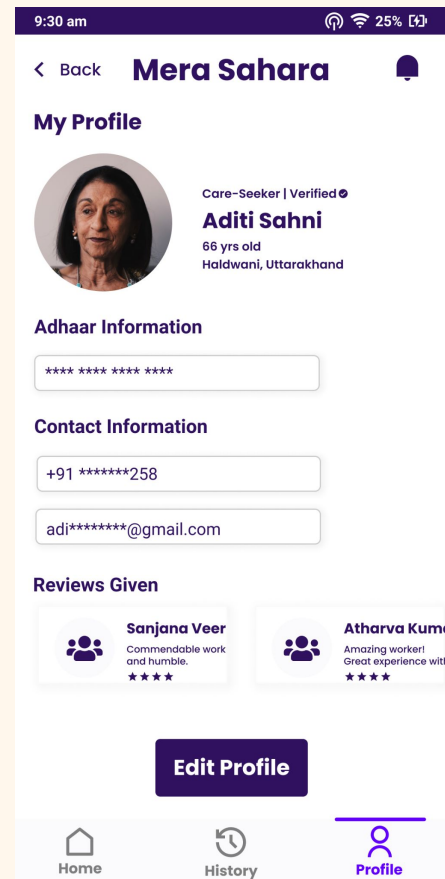 9:30 am 25%
Back Mera Sahara
My Profile
Care-Seeker | Verified
Aditi Sahni
66 yrs old
Haldwani, Uttarakhand
Adhaar Information
**** **** **** ****
Contact Information
+91 *******258
adi********@gmail.com
Reviews Given
Sanjana Veer
Commendable work
and humble.
★★★★
Atharva Kuma
Amazing worker!
Great experience with
★★★★
Edit Profile
Home History Profile